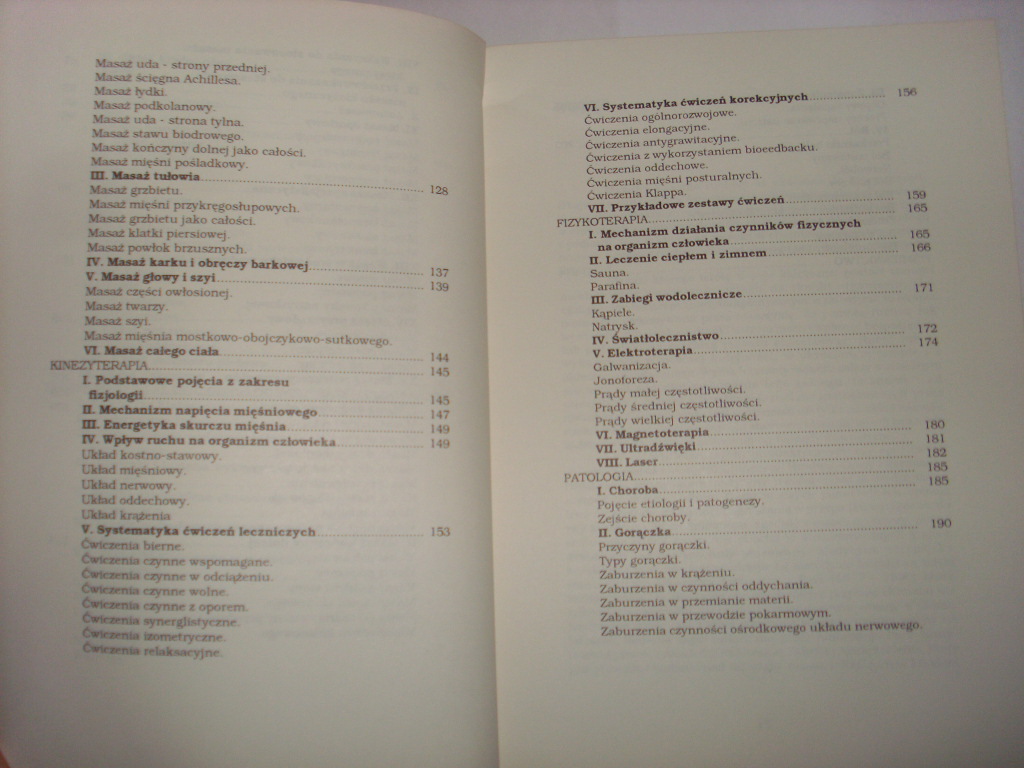 Masaż uda - strony przedniej.
Masaż ścięgna Achillesa.
Masaż łydki.
Masaż podkolanowy.
Masaż uda - strona tylna.
Masaż stawu biodrowego.
Masaż kończyny dolnej jako całości.
Masaż mięśni pośladkowy.
III. Masaż tułowia 128
Masaż grzbietu.
Masaż mięśni przykręgosłupowych.
Masaż grzbietu jako całości.
Masaż klatki piersiowej.
Masaż powłok brzusznych.
IV. Masaż karku i obręczy barkowej 137
V. Masaż głowy i szyi 139
Masaż części owłosionej.
Masaż twarzy.
Masaż szyi.
Masaż mięśnia mostkowo-obojczykowo-sutkowego.
VI. Masaż całego ciała 144
KINEZYTERAPIA 145
I. Podstawowe pojęcia z zakresu
fizjologii 145
II. Mechanizm napięcia mięśniowego 147
III. Energetyka skurczu mięśnia 149
IV. Wpływ ruchu na organizm człowieka 149
Układ kostno-stawowy.
Układ mięśniowy.
Układ nerwowy.
Układ oddechowy.
Układ krążenia
V. Systematyka ćwiczeń leczniczych 153
Ćwiczenia bierne.
Ćwiczenia czynne wspomagane.
Ćwiczenia czynne w odciążeniu.
Ćwiczenia czynne wolne.
Ćwiczenia czynne z oporem.
Ćwiczenia synerglistyczne.
Ćwiczenia izometryczne.
Ćwiczenia relaksacyjne.
VI. Systematyka ćwiczeń korekcyjnych 156
Ćwiczenia ogólnorozwojowe.
Ćwiczenia elongacyjne.
Ćwiczenia antygrawitacyjne.
Ćwiczenia z wykorzystaniem bioeedbacku.
Ćwiczenia oddechowe.
Ćwiczenia mięśni posturalnych.
Ćwiczenia Klappa.
VII. Przykładowe zestawy ćwiczeń 159
FIZYKOTERAPIA 165
I. Mechanizm działania czynników fizycznych
na organizm człowieka 165
II. Leczenie ciepłem i zimnem 166
Sauna.
Parafina.
III. Zabiegi wodolecznicze 171
Kąpiele.
Natrysk.
IV. Światłolecznistwo 172
V. Elektroterapia 174
Galwanizacja.
Jonoforeza.
Prądy małej częstotliwości.
Prądy średniej częstotliwości.
Prądy wielkiej częstotliwości.
VI. Magnetoterapia 180
VII. Ultradźwięki 181
VIII. Laser 182
PATOLOGIA 185
I. Choroba 185
Pojęcie etiologii i patogenezy.
Zejście choroby.
II. Gorączka 190
Przyczyny gorączki.
Typy gorączki.
Zaburzenia w krążeniu.
Zaburzenia w czynności oddychania.
Zaburzenia w przemianie materii.
Zaburzenia w przewodzie pokarmowym.
Zaburzenia czynności ośrodkowego układu nerwowego.